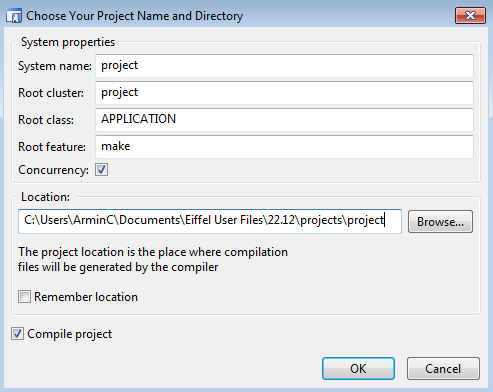 Choose Your Project Name and Directory
System properties
System name: project
Root cluster: project
Root class: APPLICATION
Root feature: make
Concurrency:
Location:
C:\Users\ArminC\Documents\Eiffel User Files\22.12\projects\project Browse...
The project location is the place where compilation
files will be generated by the compiler
Remember location
Compile project
OK Cancel